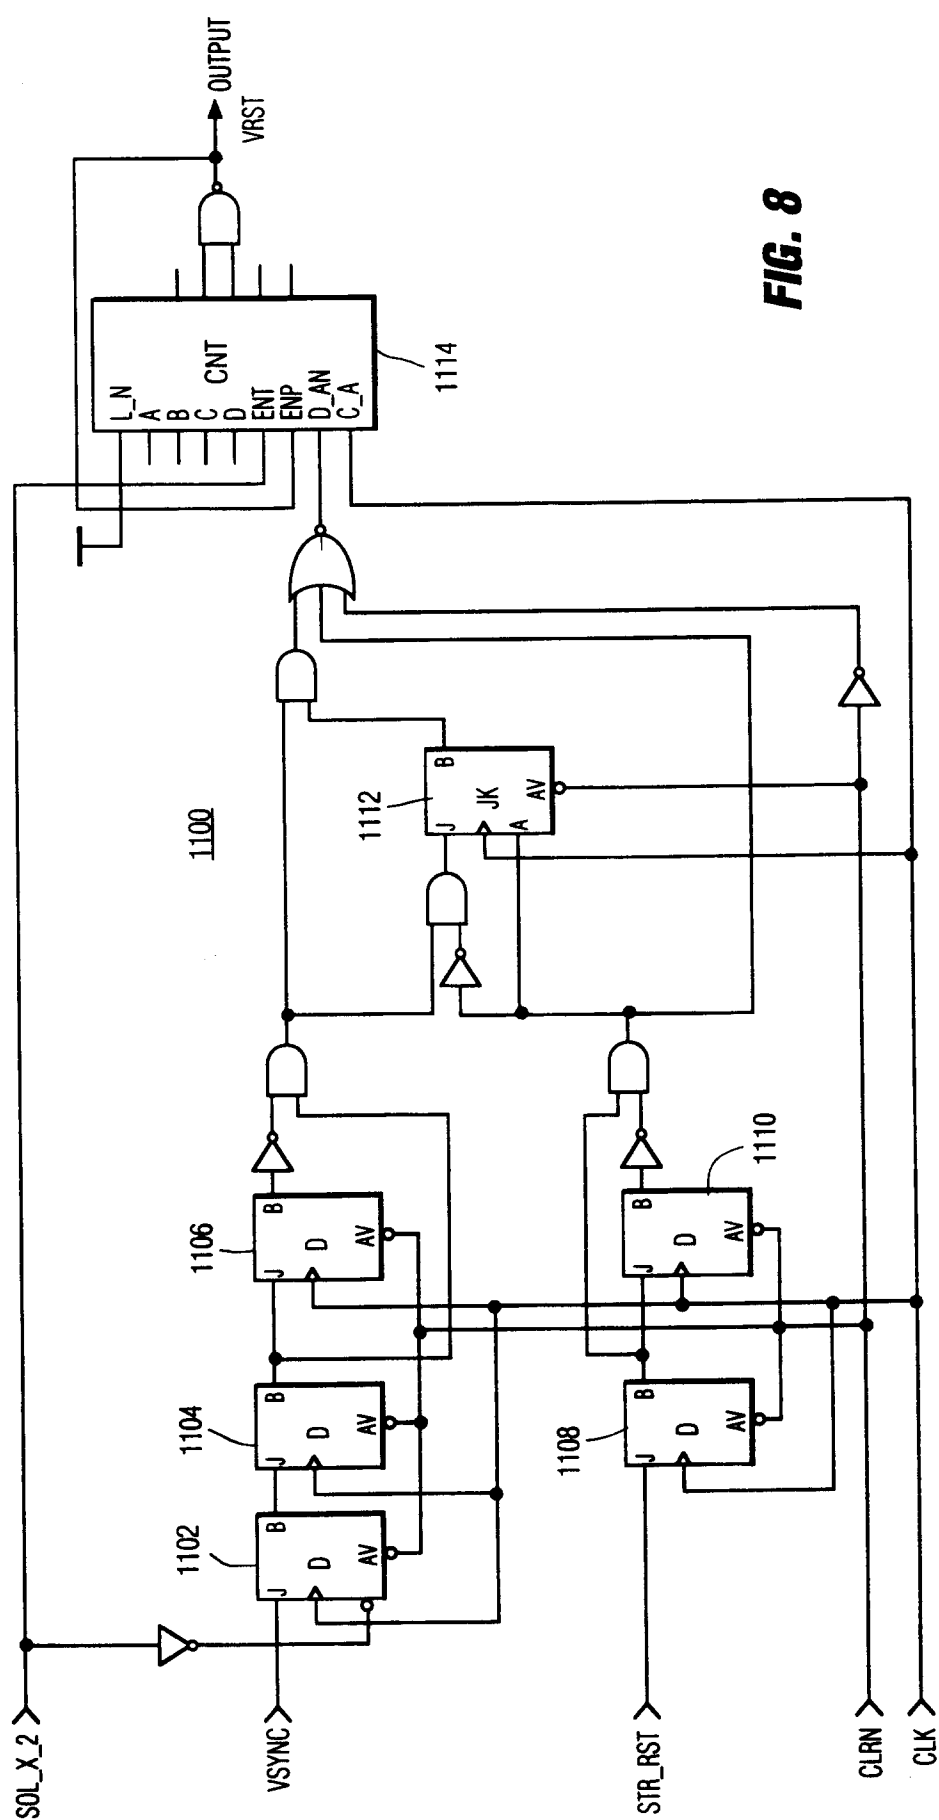 SOL_X_2
VSYNC
STR_RST
CLRN
CLK
1102
J
B
D
AV
1104
J
B
D
AV
1106
J
B
D
AV
1108
J
B
D
AV
1110
J
B
D
AV
1100
1112
J
B
JK
A
AV
L_N
A
B
C
D
ENT
ENP
D_AN
C_A
CNT
1114
OUTPUT
VRST
FIG. 8